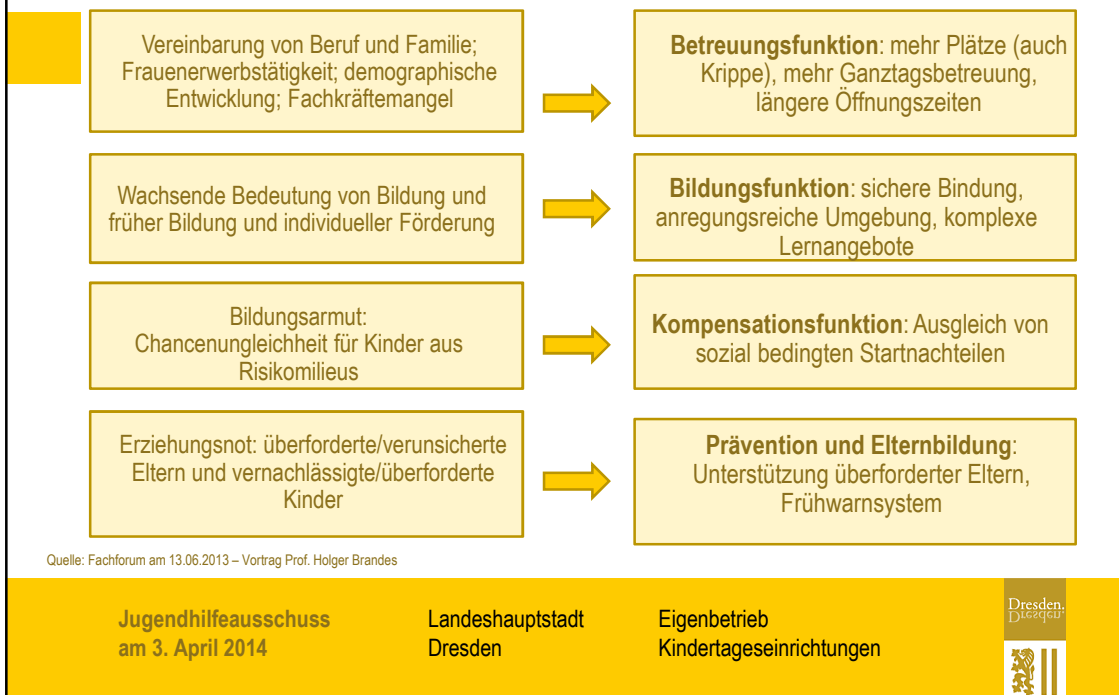 Vereinbarung von Beruf und Familie;
Frauenerwerbstätigkeit; demographische
Entwicklung; Fachkräftemangel
Betreuungsfunktion: mehr Plätze (auch
Krippe), mehr Ganztagsbetreuung,
längere Öffnungszeiten
Wachsende Bedeutung von Bildung und
früher Bildung und individueller Förderung
Bildungsfunktion: sichere Bindung,
anregungsreiche Umgebung, komplexe
Lernangebote
Bildungsarmut:
Chancenungleichheit für Kinder aus
Risikomilieus
Kompensationsfunktion: Ausgleich von
sozial bedingten Startnachteilen
Erziehungsnot: überforderte/verunsicherte
Eltern und vernachlässigte/überforderte
Kinder
Prävention und Elternbildung:
Unterstützung überforderter Eltern,
Frühwarnsystem
Quelle: Fachforum am 13.06.2013 – Vortrag Prof. Holger Brandes
Jugendhilfeausschuss
am 3. April 2014
Landeshauptstadt
Dresden
Eigenbetrieb
Kindertageseinrichtungen
Dresden.
Dresden.